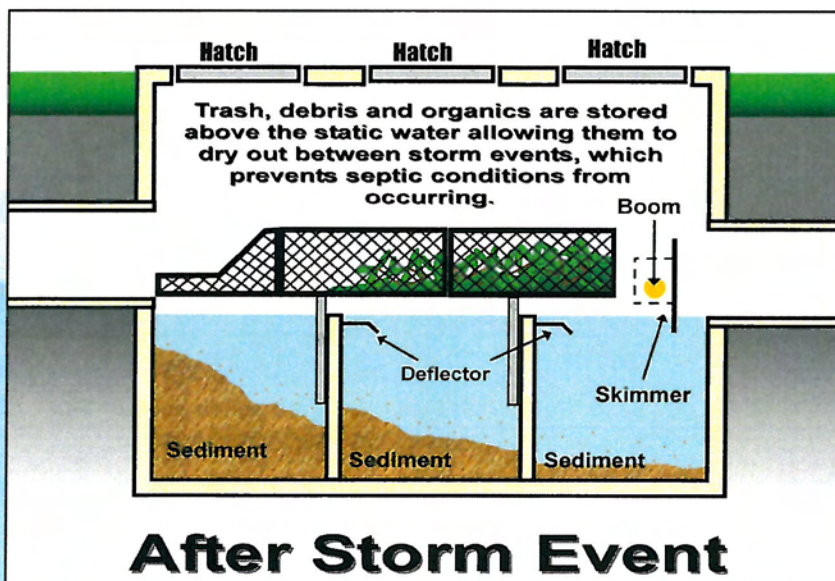 Hatch Hatch Hatch
Trash, debris and organics are stored
above the static water allowing them to
dry out between storm events, which
prevents septic conditions from
occurring.
Boom
Deflector
Skimmer
Sediment Sediment Sediment
After Storm Event